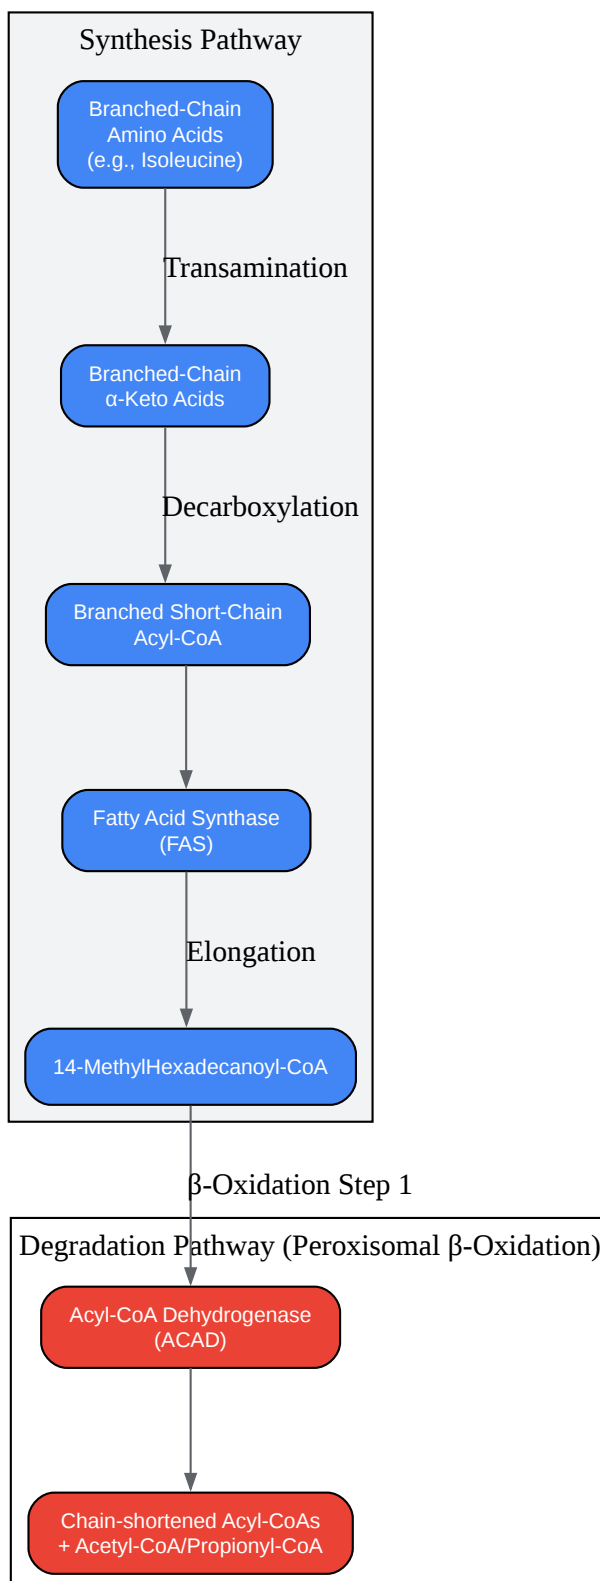 Synthesis Pathway
Branched-Chain
Amino Acids
(e.g., Isoleucine)
Transamination
Branched-Chain
α-Keto Acids
Decarboxylation
Branched Short-Chain
Acyl-CoA
Fatty Acid Synthase
(FAS)
Elongation
14-MethylHexadecanoyl-CoA
β-Oxidation Step 1
Degradation Pathway (Peroxisomal β-Oxidation)
Acyl-CoA Dehydrogenase
(ACAD)
Chain-shortened Acyl-CoAs
+ Acetyl-CoA/Propionyl-CoA